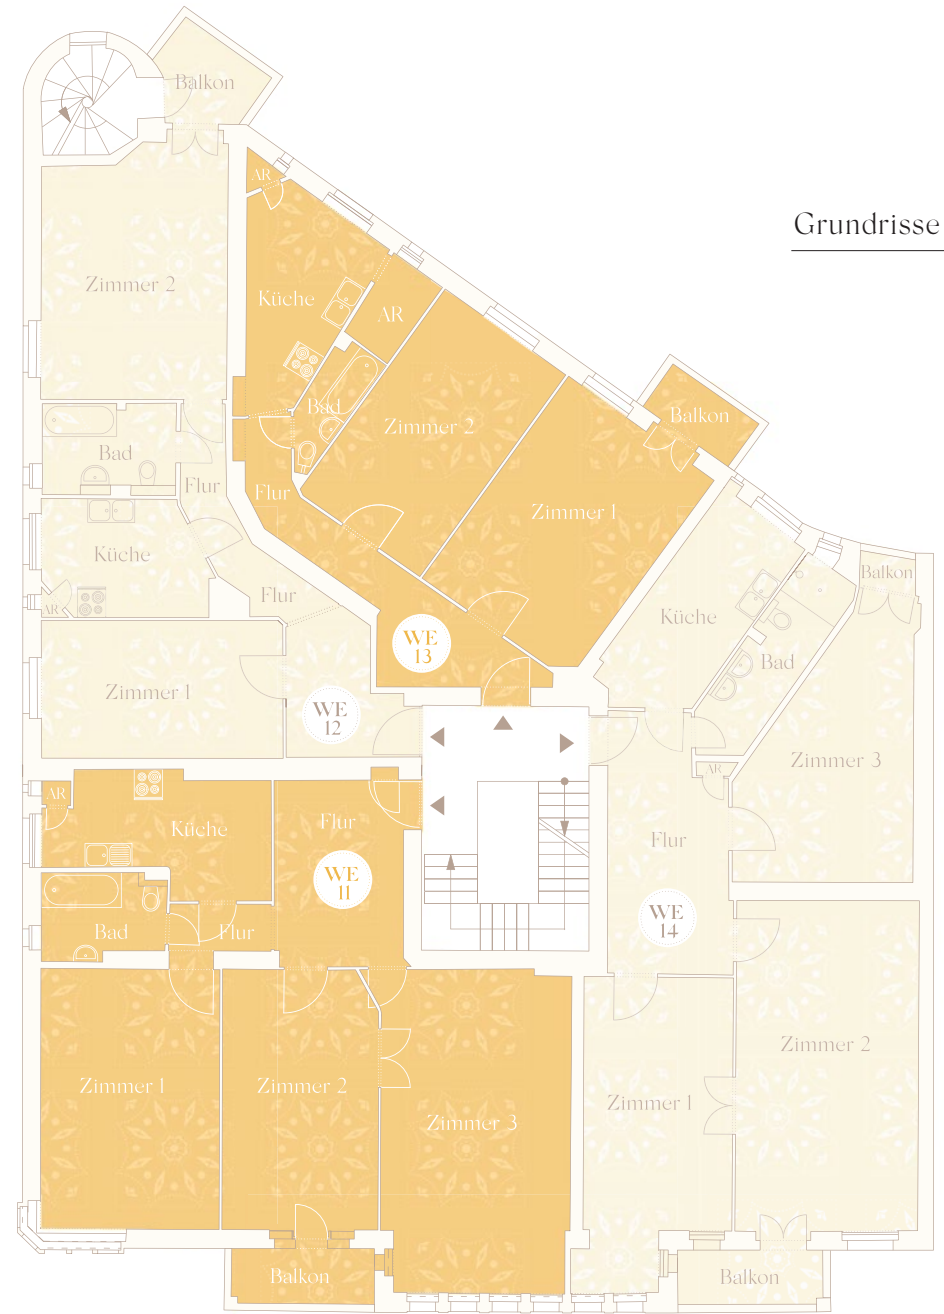 Balkon
AR
Grundrisse
Zimmer 2
Küche
AR
Bad
Zimmer 2
Balkon
Bad
Flur
Flur
Zimmer 1
Küche
Balkon
AR
Flur
Küche
WE
13
Bad
Zimmer 1
WE
12
Zimmer 3
AR
AR
Küche
Flur
Flur
WE
11
WE
14
Bad
Flur
Zimmer 2
Zimmer 1
Zimmer 2
Zimmer 3
Zimmer 1
Balkon
Balkon